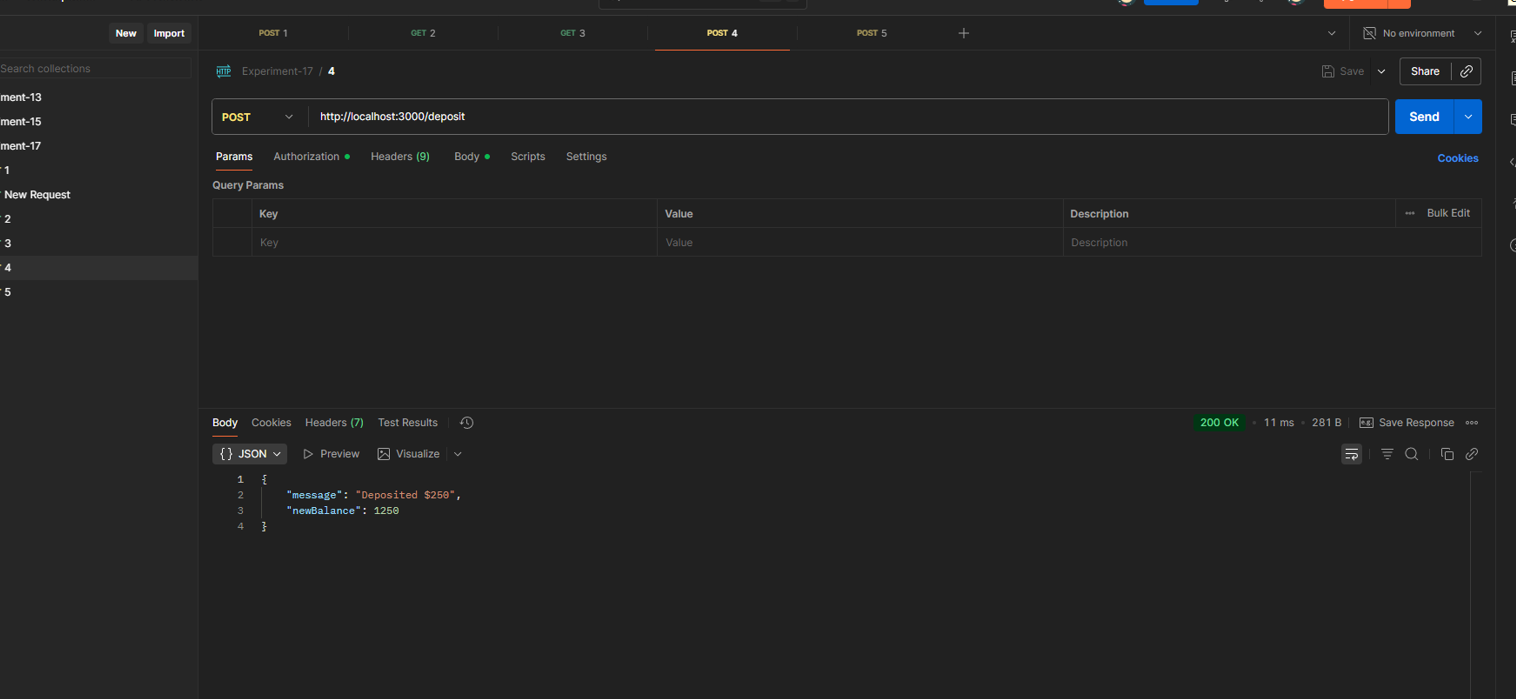 New Import
POST 1 GET 2 GET 3 POST 4 POST 5 No environment
Search collections
Experiment-17 / 4 Save Share
ment-13
ment-15
ment-17
1
New Request
2
3
4
5
POST http://localhost:3000/deposit Send
Params Authorization Headers (9) Body Scripts Settings Cookies
Query Params
Key Value Description Bulk Edit
Key Value Description
Body Cookies Headers (7) Test Results 200 OK 11 ms 281 B Save Response
{} JSON Preview Visualize
1 {
2 "message": "Deposited $250",
3 "newBalance": 1250
4 }